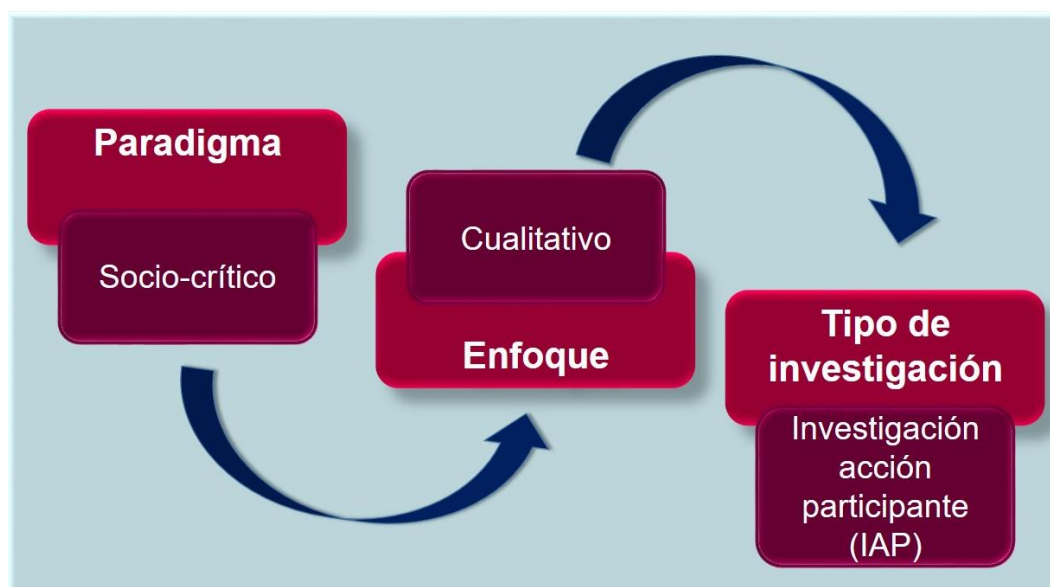 Paradigma
Socio-crítico
Cualitativo
Enfoque
Tipo de
investigación
Investigación
acción
participante
(IAP)